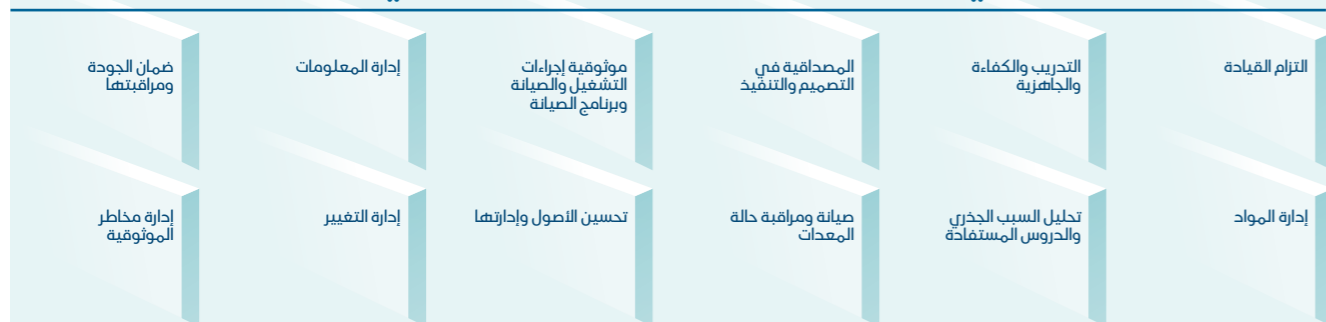 التزام القيادة
التدريب والكفاءة
والجاهزية
المصداقية في
التصميم والتنفيذ
موثوقية إجراءات
التشغيل والصيانة
وبرنامج الصيانة
إدارة المعلومات
ضمان الجودة
ومراقبتها
إدارة المواد
تحليل السبب الجذري
والدروس المستفادة
صيانة ومراقبة حالة
المعدات
تحسين الأصول وإدارتها
إدارة التغيير
إدارة مخاطر
الموثوقية